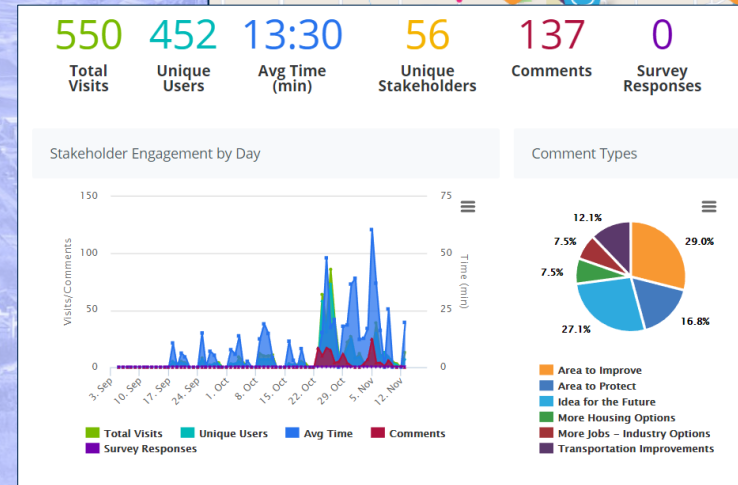 550 452 13:30 56 137 0
Total Visits
Unique Users
Avg Time (min)
Unique Stakeholders
Comments
Survey Responses
Stakeholder Engagement by Day
Comment Types
150
100
50
0
Visits/Comments
75
50
25
0
Time (min)
3. Sep
10. Sep
17. Sep
24. Sep
1. Oct
8. Oct
15. Oct
22. Oct
29. Oct
5. Nov
12. Nov
Total Visits Unique Users Avg Time Comments
Survey Responses
12.1%
7.5%
7.5%
27.1%
29.0%
16.8%
Area to Improve
Area to Protect
Idea for the Future
More Housing Options
More Jobs – Industry Options
Transportation Improvements